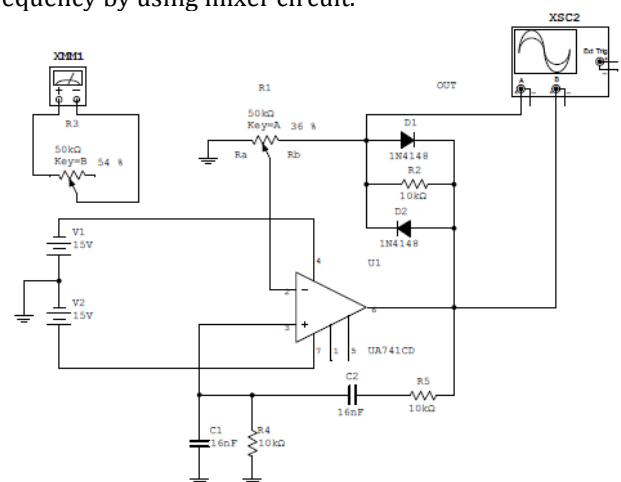 equency by using mixer circuit.
XSC2
Ext Trig
A
B
XMM1
R3
50kΩ
Key=B 54 %
R1
50kΩ
Key=A 36 %
Ra
Rb
OUT
D1
1N4148
R2
10kΩ
D2
1N4148
V1
15V
V2
15V
U1
4
2
3
6
7
1
5
UA741CD
C2
16nF
R5
10kΩ
C1
16nF
R4
10kΩ